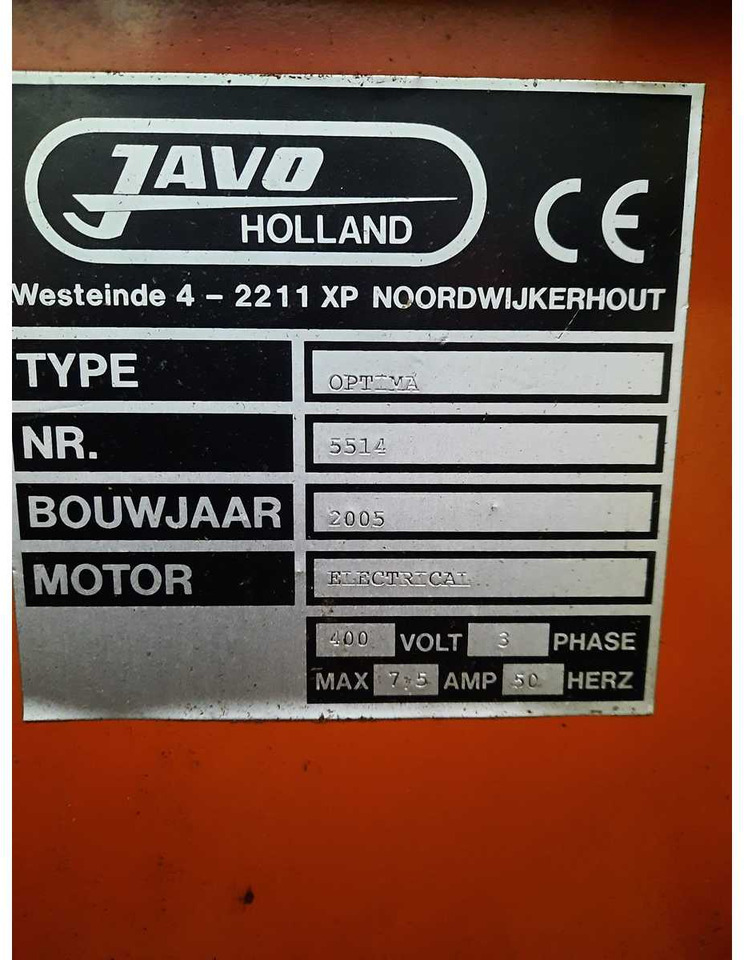 JAVO
HOLLAND
CE
Westeinde 4 - 2211 XP NOORDWIJKERHOUT
TYPE OPTIMA
NR. 5514
BOUWJAAR 2005
MOTOR ELECTRICAL
400 VOLT 3 PHASE
MAX 7,5 AMP 50 HERZ